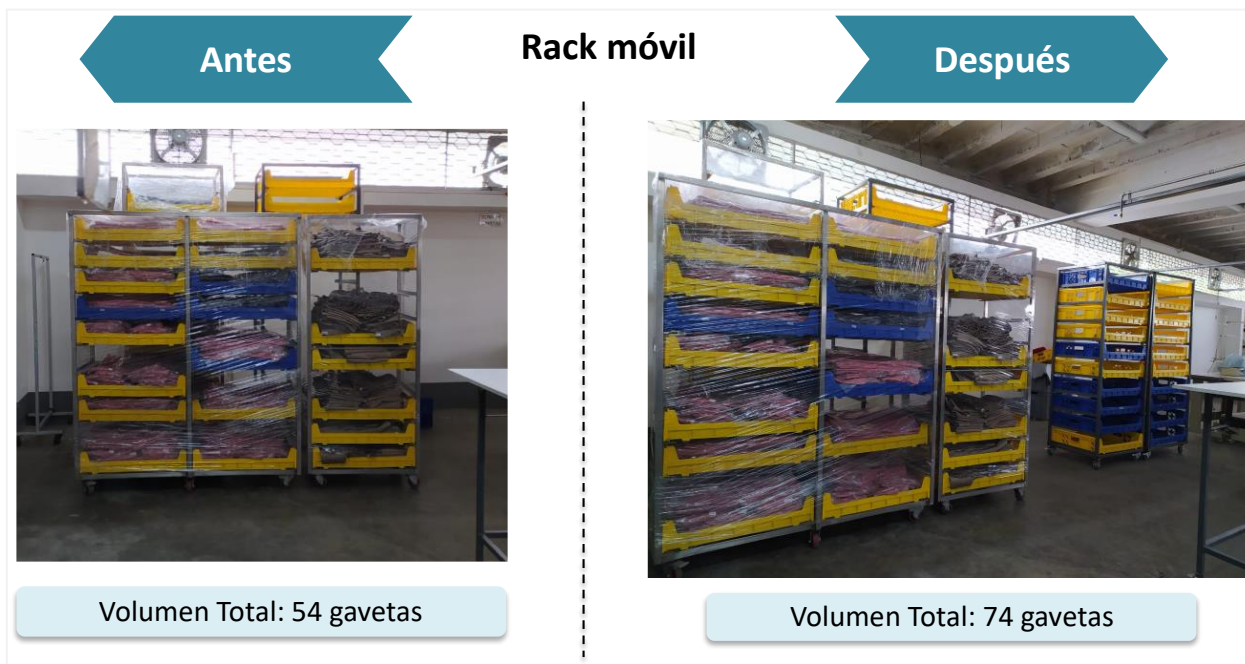 Antes
Rack móvil
Después
Volumen Total: 54 gavetas
Volumen Total: 74 gavetas